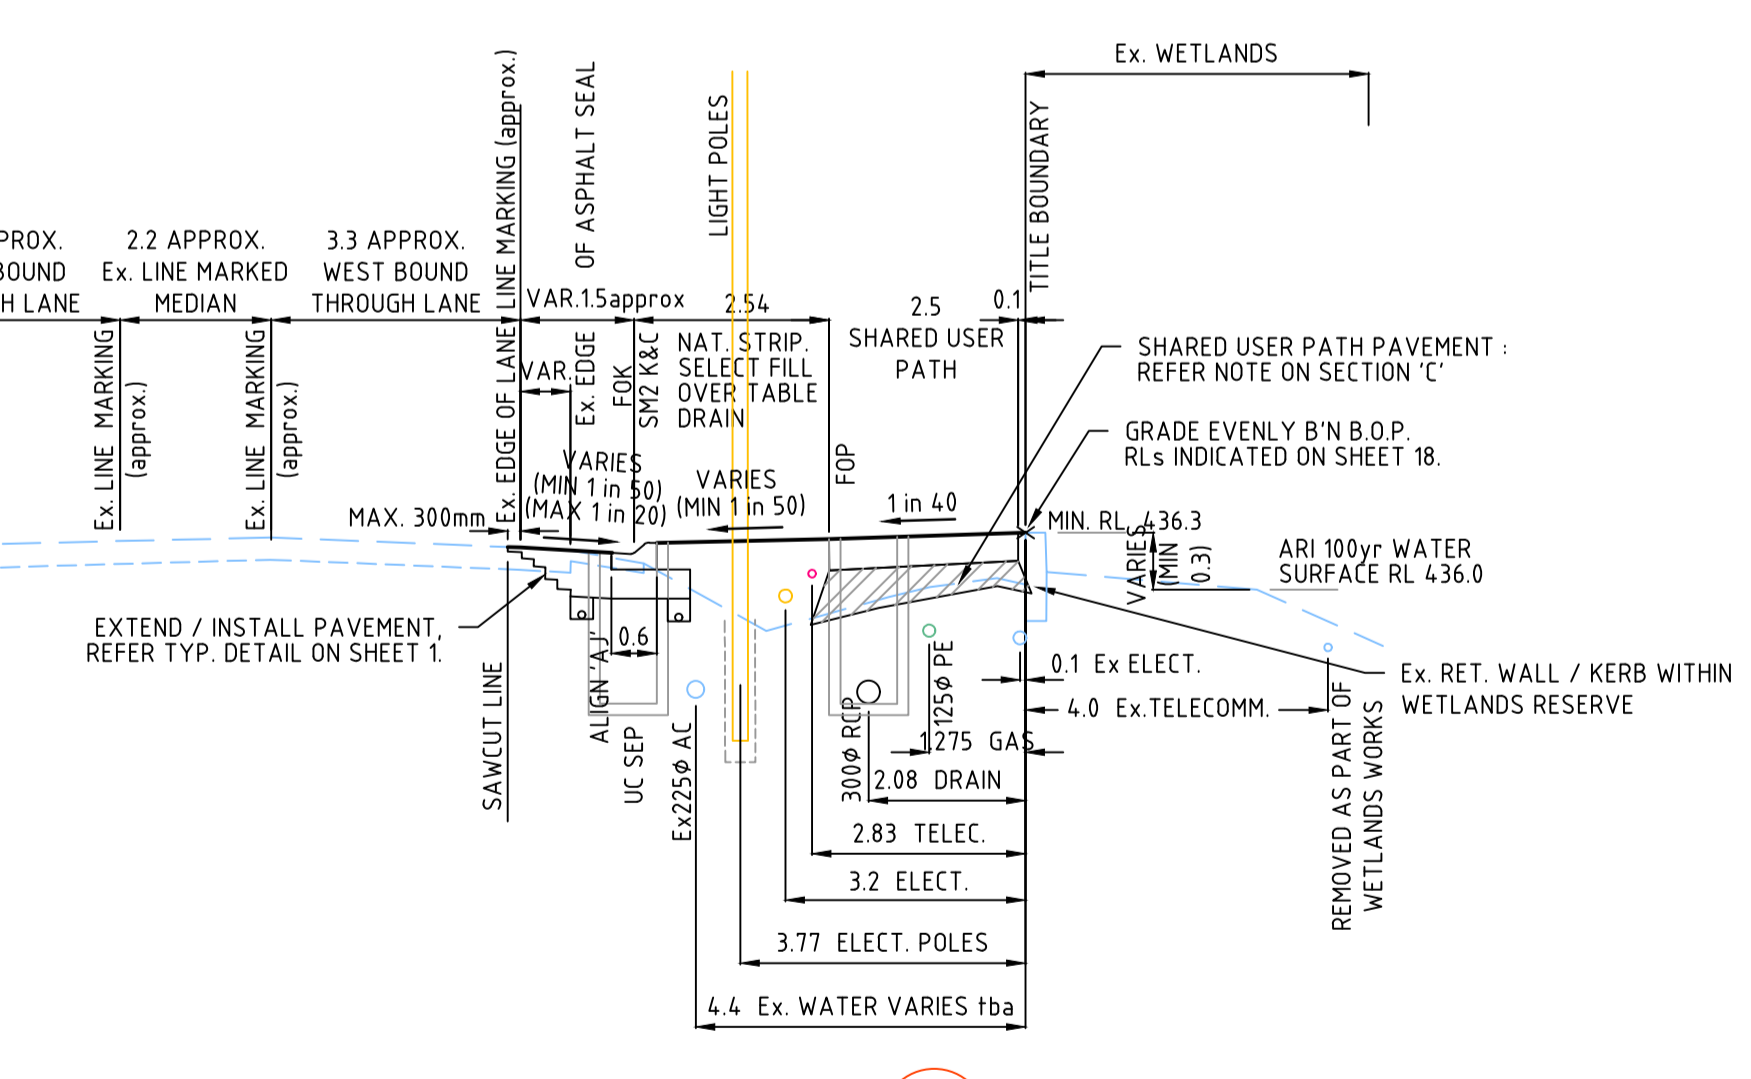 Ex. WETLANDS
Ex. EDGE OF LANE LINE MARKING (approx.)
Ex. EDGE OF ASPHALT SEAL
LIGHT POLES
TITLE BOUNDARY
PROX.
BOUND
H LANE
2.2 APPROX.
Ex. LINE MARKED
MEDIAN
3.3 APPROX.
WEST BOUND
THROUGH LANE
VAR.1.5approx
2.54
2.5
SHARED USER
PATH
0.1
Ex. LINE MARKING
(approx.)
Ex. LINE MARKING
(approx.)
VAR.
FOK
SM2 K&C
NAT. STRIP.
SELECT FILL
OVER TABLE
DRAIN
FOP
SHARED USER PATH PAVEMENT :
REFER NOTE ON SECTION 'C'
GRADE EVENLY B'N B.O.P.
RLs INDICATED ON SHEET 18.
VARIES
(MIN 1 in 50)
(MAX 1 in 20)
VARIES
(MIN 1 in 50)
1 in 40
MAX. 300mm
MIN. RL 436.3
VARIES
(MIN
0.3)
ARI 100yr WATER
SURFACE RL 436.0
EXTEND / INSTALL PAVEMENT,
REFER TYP. DETAIL ON SHEET 1.
0.6
SAWCUT LINE
ALIGN 'AJ'
UC SEP
Ex225Ø AC
300Ø RCP
125Ø PE
0.1 Ex ELECT.
4.0 Ex.TELECOMM.
Ex. RET. WALL / KERB WITHIN
WETLANDS RESERVE
REMOVED AS PART OF
WETLANDS WORKS
1.275 GAS
2.08 DRAIN
2.83 TELEC.
3.2 ELECT.
3.77 ELECT. POLES
4.4 Ex. WATER VARIES tba